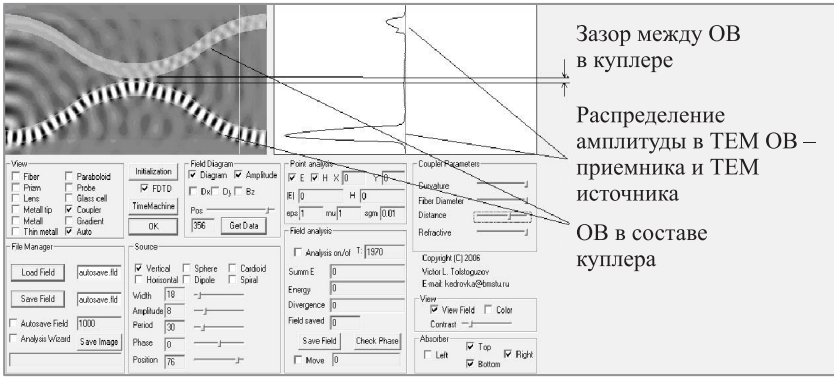 Зазор между ОВ
в куплере
Распределение
амплитуды в ТЕМ ОВ –
приемника и ТЕМ
источника
ОВ в составе
куплера
View
Fiber
Paraboloid
Prizm
Probe
Lens
Glass cell
Metall tip
Coupler
Metall
Gradient
Thin metall
Auto
Initialization
FDTD
TimeMachine
OK
Field Diagram
Diagram
Amplitude
Dx
Dy
Bz
Pos
356
Get Data
Point analysis
E
H
X 0
Y 0
|E| 0
H 0
eps 1
mu 1
sgm 0.01
Coupler Parameters
Curvature
Fiber Diameter
Distance
Refractive
File Manager
Load Field
autosave.fld
Save Field
autosave.fld
Autosave Field
1000
Analysis Wizard
Save Image
Source
Vertical
Sphere
Cardoid
Horisontal
Dipole
Spiral
Width 18
Amplitude 8
Period 30
Phase 0
Position 76
Field analysis
Analysis on/of
T: 1970
Summ E 0
Energy 0
Divergence 0
Field saved 0
Save Field
Check Phase
Move 0
Copyright (C) 2006
Victor L. Tolstoguzov
E-mail: kedrovka@bmstu.ru
View
View Field
Color
Contrast
Absorber
Left
Top
Right
Bottom